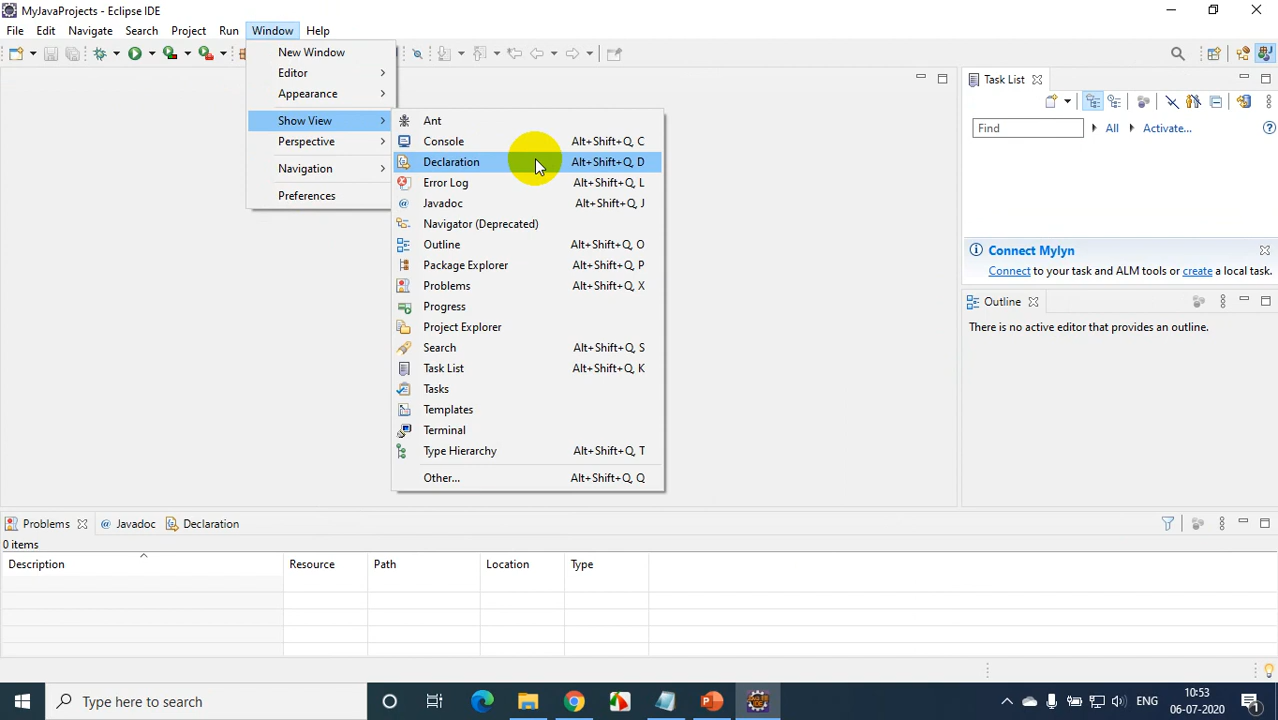 MyJavaProjects - Eclipse IDE
File Edit Navigate Search Project Run Window Help
New Window
Editor
Appearance
Show View
Perspective
Navigation
Preferences
Ant
Console Alt+Shift+Q, C
Declaration Alt+Shift+Q, D
Error Log Alt+Shift+Q, L
Javadoc Alt+Shift+Q, J
Navigator (Deprecated)
Outline Alt+Shift+Q, O
Package Explorer Alt+Shift+Q, P
Problems Alt+Shift+Q, X
Progress
Project Explorer
Search Alt+Shift+Q, S
Task List Alt+Shift+Q, K
Tasks
Templates
Terminal
Type Hierarchy Alt+Shift+Q, T
Other... Alt+Shift+Q, Q
Task List
Find All Activate...
Connect Mylyn
Connect to your task and ALM tools or create a local task.
Outline
There is no active editor that provides an outline.
Problems Javadoc Declaration
0 items
Description Resource Path Location Type
Type here to search
ENG
10:53
06-07-2020
1